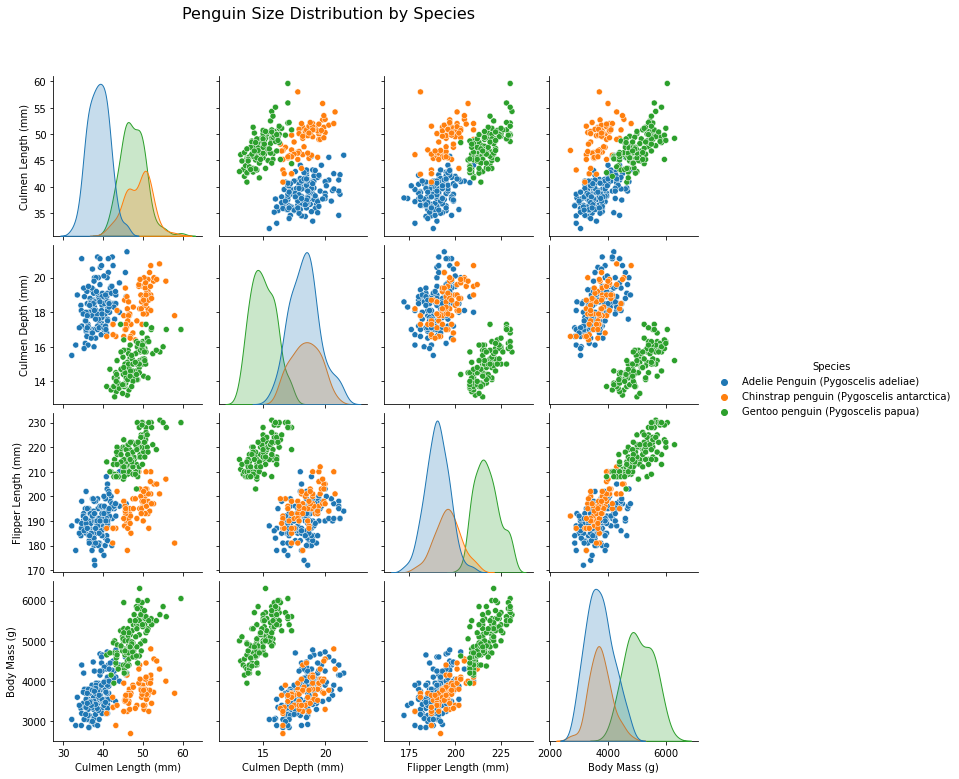 Penguin Size Distribution by Species
60
55
50
45
40
35
Culmen Length (mm)
20
18
16
14
Culmen Depth (mm)
Species
Adelie Penguin (Pygoscelis adeliae)
Chinstrap penguin (Pygoscelis antarctica)
Gentoo penguin (Pygoscelis papua)
230
220
210
200
190
180
170
Flipper Length (mm)
6000
5000
4000
3000
Body Mass (g)
30 40 50 60 15 20 175 200 225 2000 4000 6000
Culmen Length (mm) Culmen Depth (mm) Flipper Length (mm) Body Mass (g)